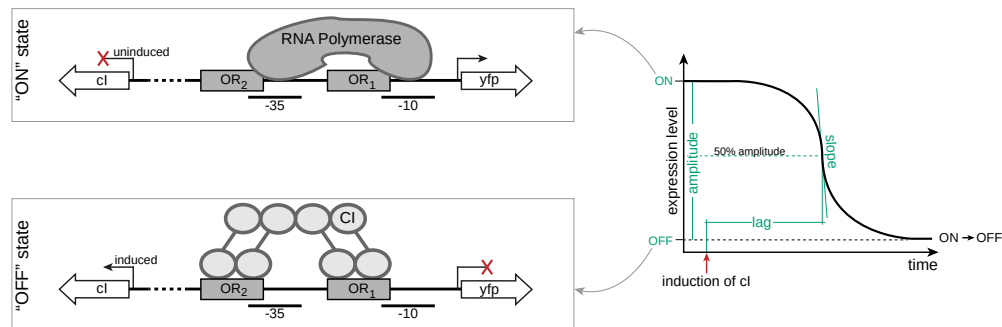 "ON" state
uninduced
RNA Polymerase
cI
OR2
OR1
yfp
-35
-10
"OFF" state
induced
CI
cI
OR2
OR1
yfp
-35
-10
ON
expression level
amplitude
50% amplitude
slope
lag
OFF
ON → OFF
time
induction of cI